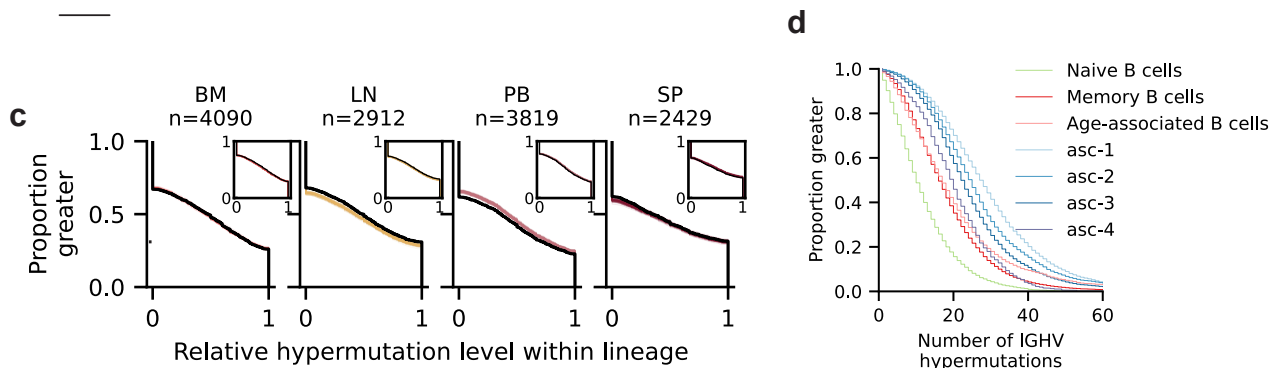 c
BM
n=4090
LN
n=2912
PB
n=3819
SP
n=2429
1
0
0
1
1
0
0
1
1
0
0
1
1
0
0
1
1.0
0.5
0.0
Proportion
greater
0
1
0
1
0
1
0
1
Relative hypermutation level within lineage
d
1.0
0.8
0.6
0.4
0.2
0.0
Proportion greater
0
20
40
60
Number of IGHV
hypermutations
Naive B cells
Memory B cells
Age-associated B cells
asc-1
asc-2
asc-3
asc-4